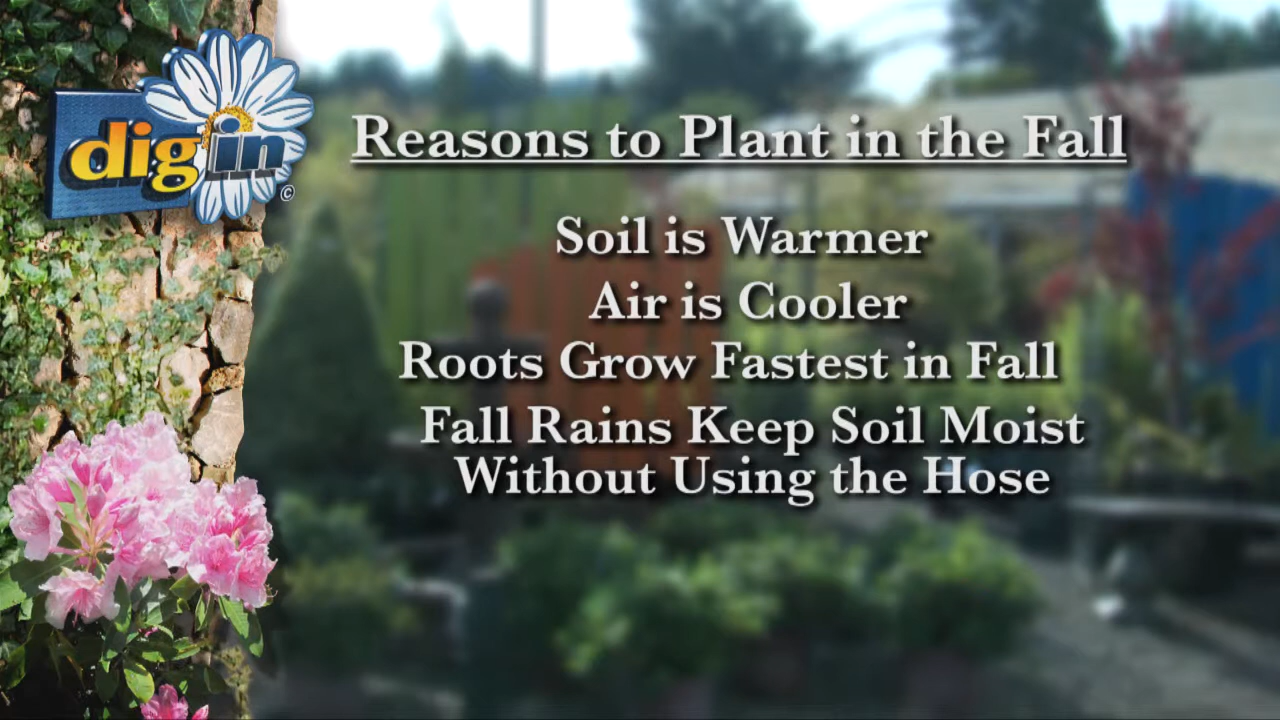 dig in
©
Reasons to Plant in the Fall
Soil is Warmer
Air is Cooler
Roots Grow Fastest in Fall
Fall Rains Keep Soil Moist
Without Using the Hose